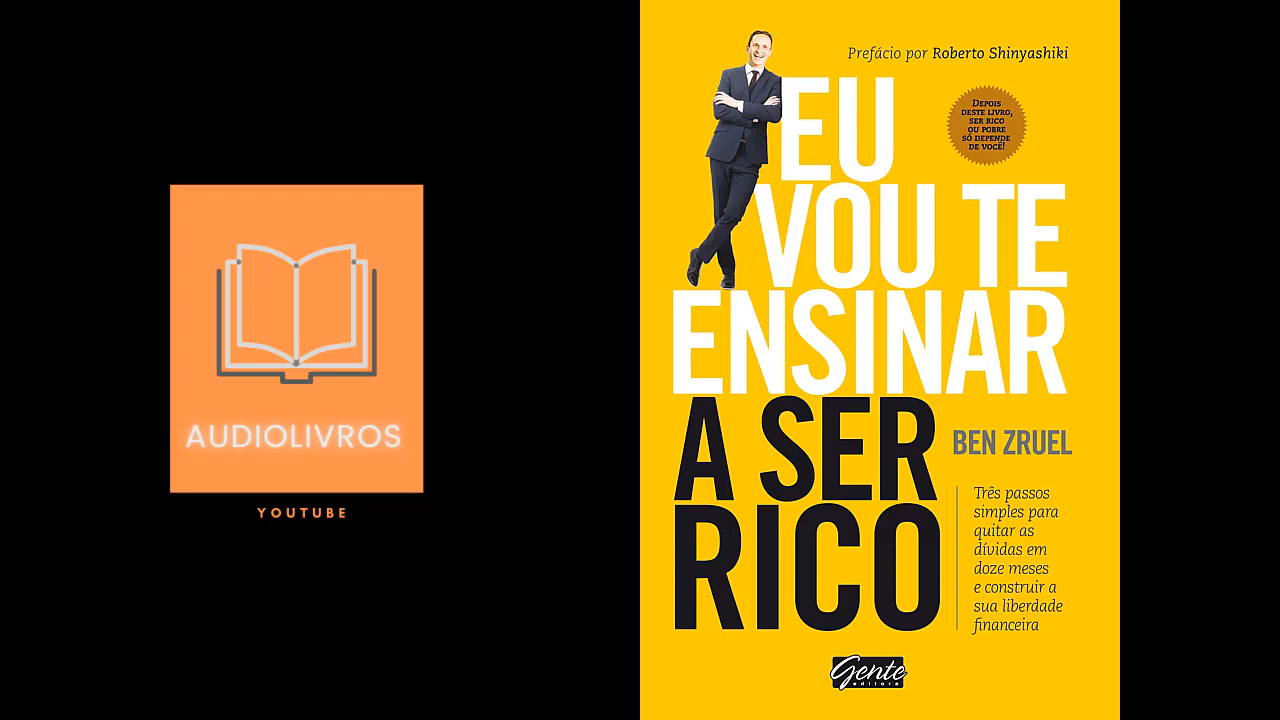 AUDIOLIVROS
YOUTUBE
Prefácio por Roberto Shinyashiki
EU
VOU TE
ENSINAR
A SER
RICO
DEPOIS
DESTE LIVRO,
SER RICO
OU POBRE
SÓ DEPENDE
DE VOCÊ!
BEN ZRUEL
Três passos
simples para
quitar as
dívidas em
doze meses
e construir a
sua liberdade
financeira
Gente
editora